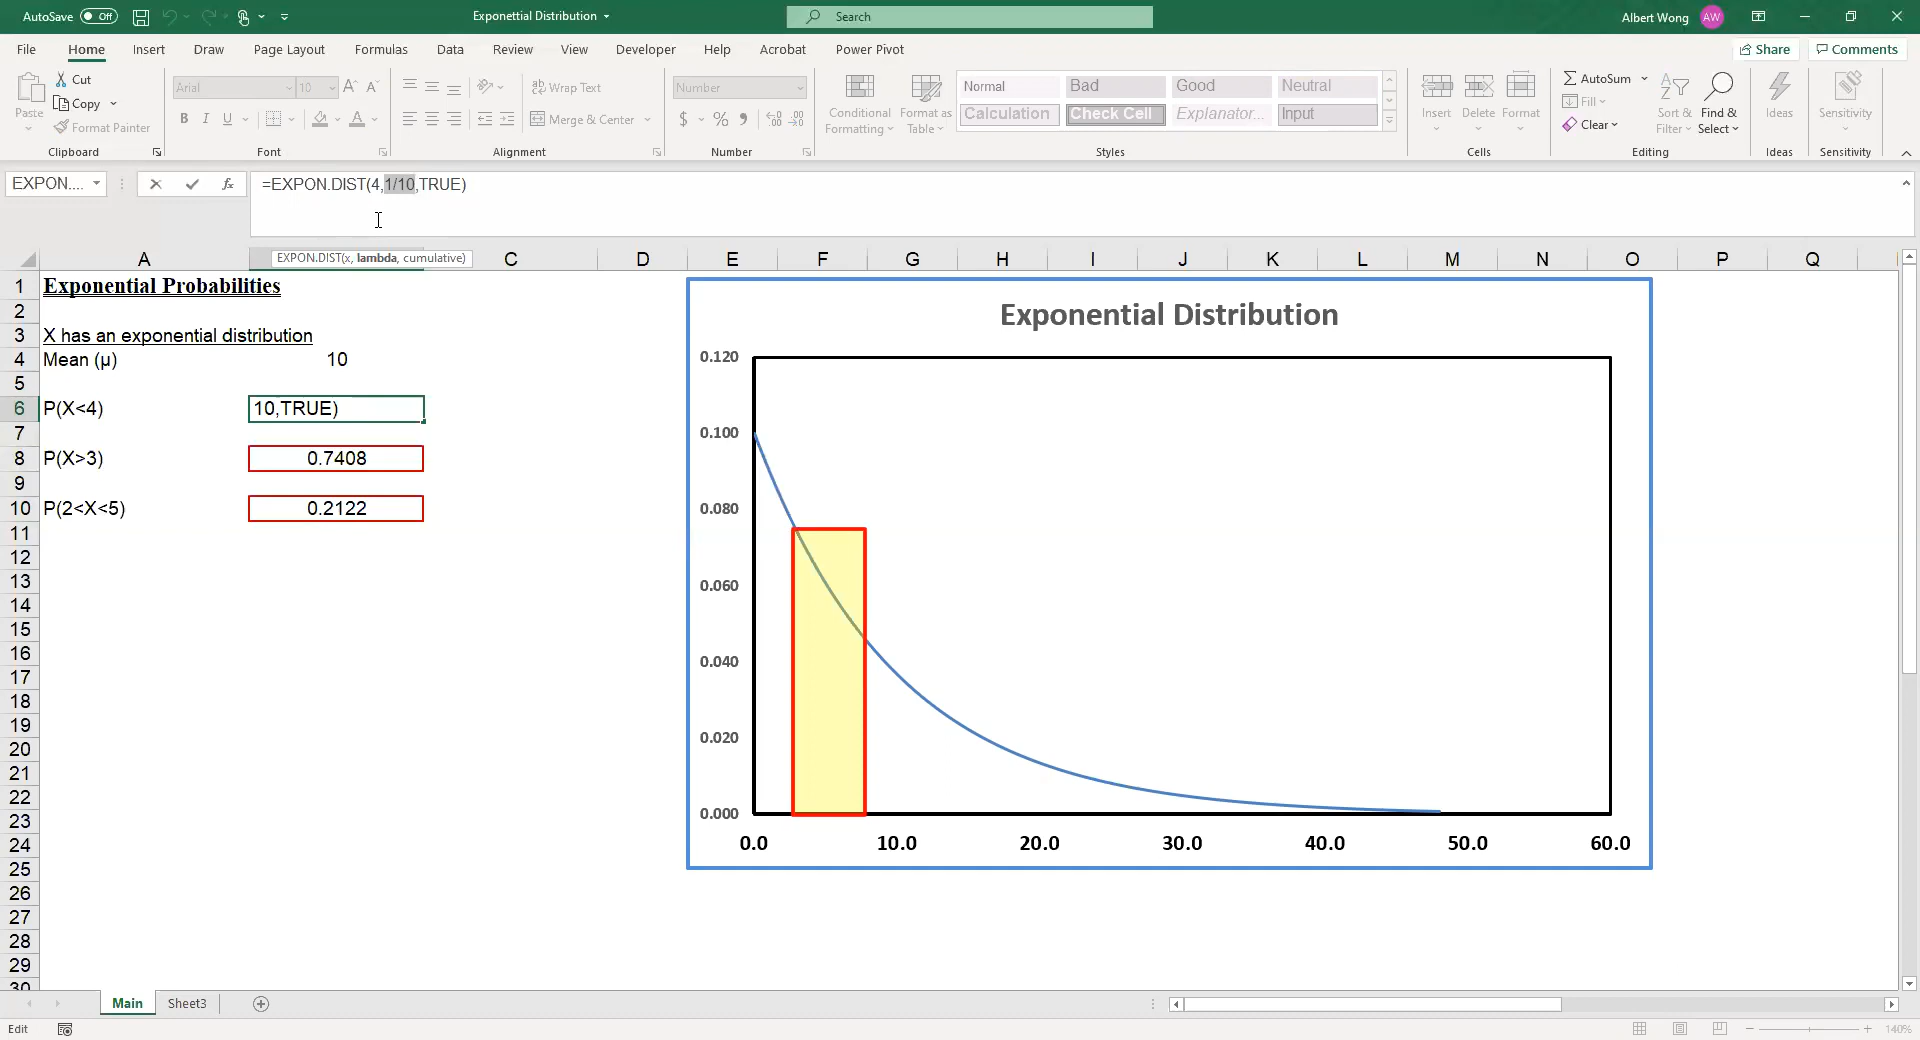 AutoSave Off
Exponettial Distribution
Search
Albert Wong AW
File Home Insert Draw Page Layout Formulas Data Review View Developer Help Acrobat Power Pivot
Share Comments
Paste
Cut
Copy
Format Painter
Clipboard
Arial 10
B I U
Font
Wrap Text
Merge & Center
Alignment
Number
$ % 9
Number
Conditional Formatting
Format as Table
Normal Bad Good Neutral
Calculation Check Cell Explanator... Input
Styles
Insert Delete Format
Cells
AutoSum
Fill
Clear
Sort & Filter
Find & Select
Editing
Ideas
Ideas
Sensitivity
Sensitivity
EXPON....
fx
=EXPON.DIST(4,1/10,TRUE)
EXPON.DIST(x, lambda, cumulative)
A C D E F G H I J K L M N O P Q
1 Exponential Probabilities
2
3 X has an exponential distribution
4 Mean (μ) 10
5
6 P(X<4) 10,TRUE)
7
8 P(X>3) 0.7408
9
10 P(2<X<5) 0.2122
11
12
13
14
15
16
17
18
19
20
21
22
23
24
25
26
27
28
29
30
Exponential Distribution
0.120
0.100
0.080
0.060
0.040
0.020
0.000
0.0 10.0 20.0 30.0 40.0 50.0 60.0
Main Sheet3
Edit
140%